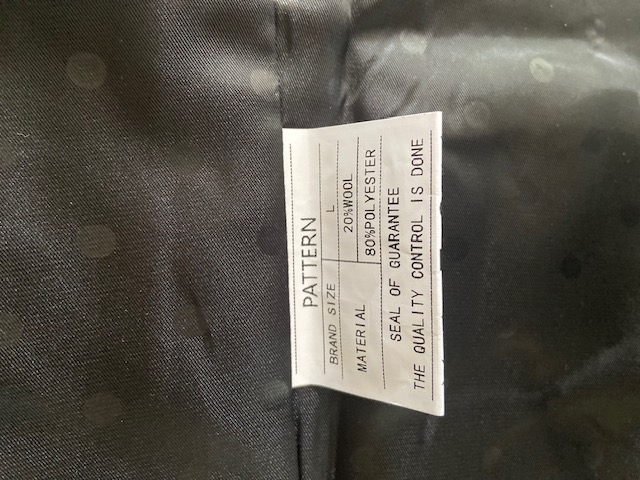 PATTERN
BRAND SIZE L
MATERIAL 20%WOOL
80%POLYESTER
SEAL OF GUARANTEE
THE QUALITY CONTROL IS DONE